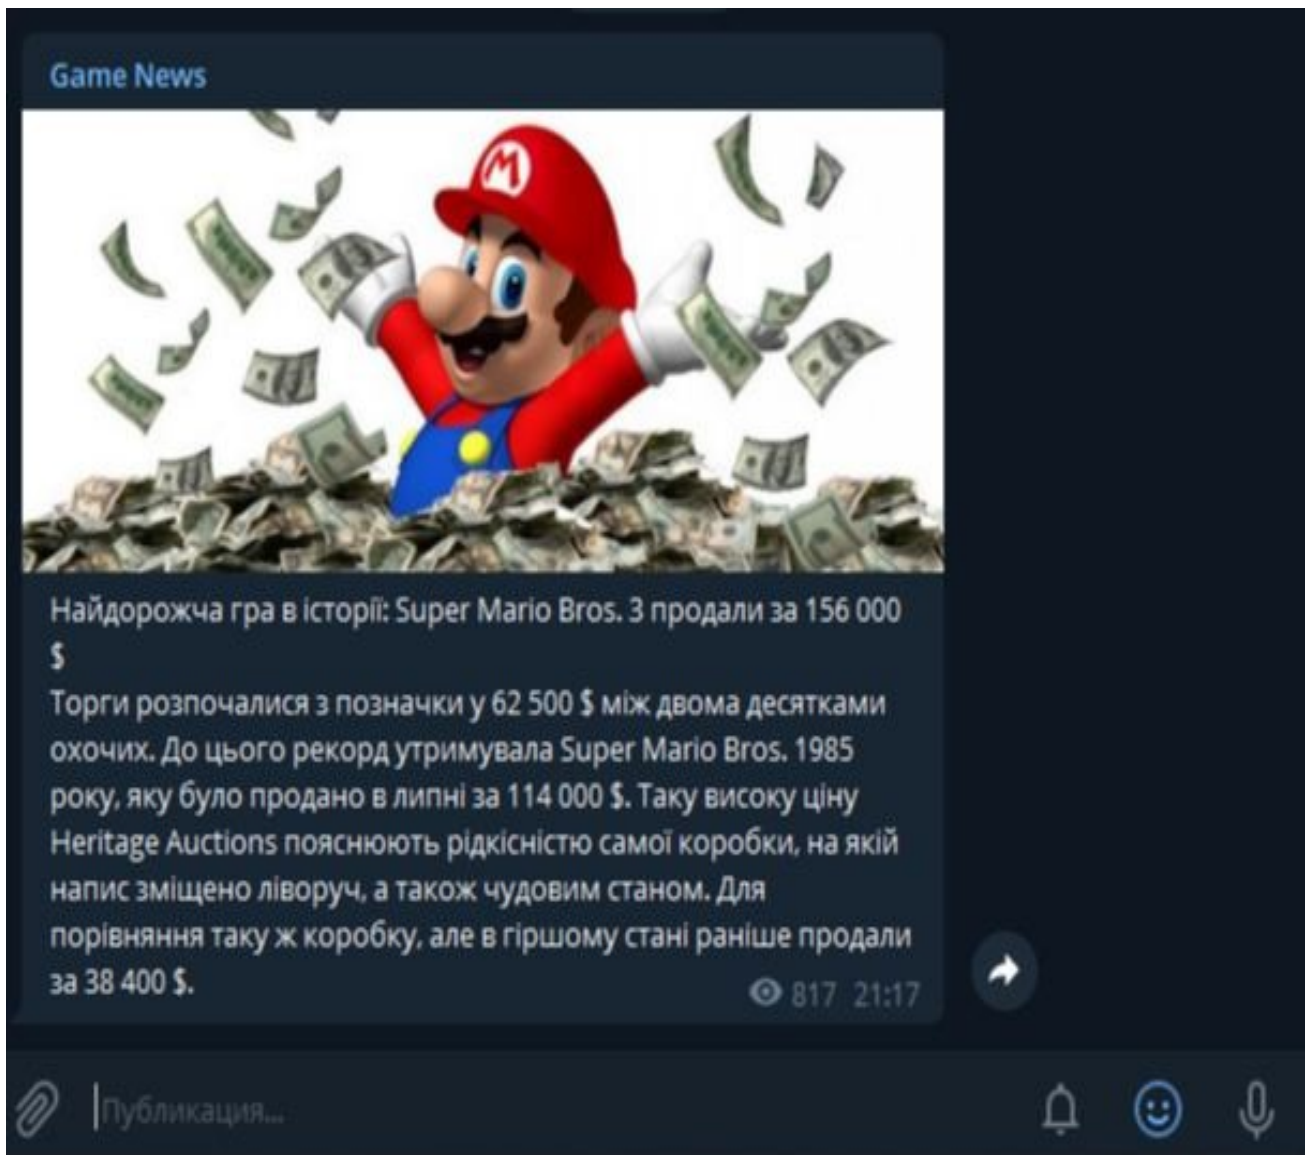 Game News
M
Найдорожча гра в історії: Super Mario Bros. 3 продали за 156 000
$
Торги розпочалися з позначки у 62 500 $ між двома десятками
охочих. До цього рекорд утримувала Super Mario Bros. 1985
року, яку було продано в липні за 114 000 $. Таку високу ціну
Heritage Auctions пояснюють рідкісністю самої коробки, на якій
напис зміщено ліворуч, а також чудовим станом. Для
порівняння таку ж коробку, але в гіршому стані раніше продали
за 38 400 $.
817 21:17
Публикация...